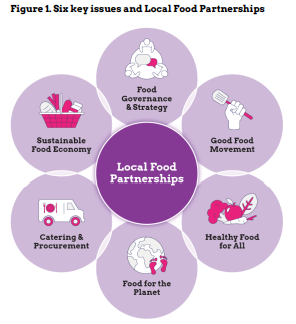 Figure 1. Six key issues and Local Food Partnerships
Food
Governance
& Strategy
Sustainable
Food Economy
Good Food
Movement
Local Food
Partnerships
Catering &
Procurement
Healthy Food
for All
Food for the
Planet